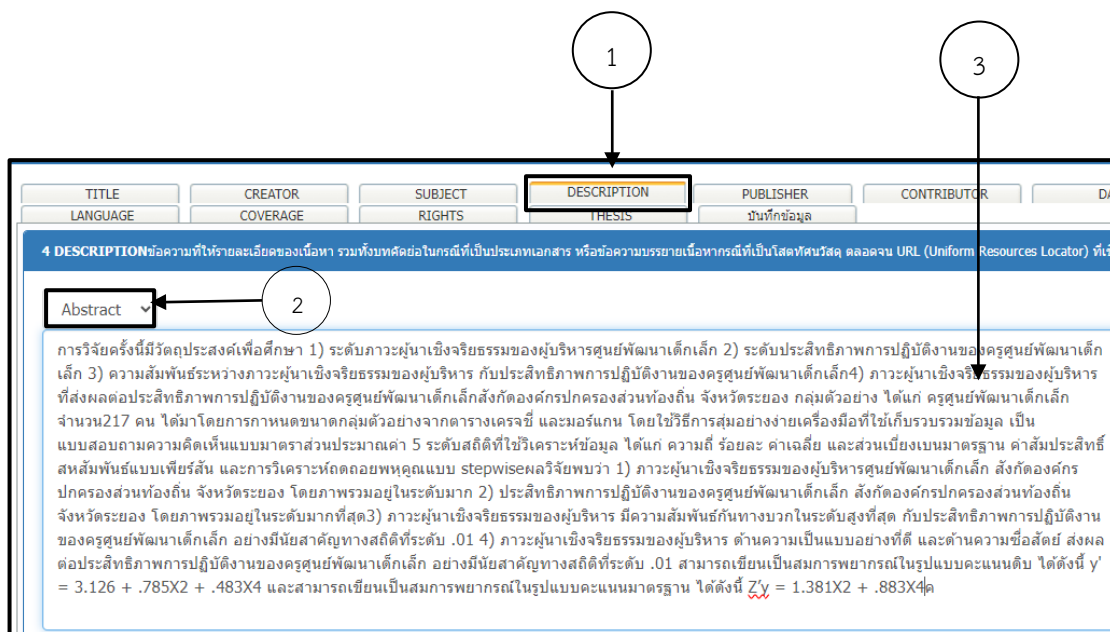 1
3
TITLE CREATOR SUBJECT DESCRIPTION PUBLISHER CONTRIBUTOR DA
LANGUAGE COVERAGE RIGHTS THESIS บันทึกข้อมูล
4 DESCRIPTIONข้อความที่ให้รายละเอียดของเนื้อหา รวมทั้งบทคัดย่อในกรณีที่เป็นประเภทเอกสาร หรือข้อความบรรยายเนื้อหากรณีที่เป็นโสตทัศนวัสดุ ตลอดจน URL (Uniform Resources Locator) ที่เ
Abstract
2
การวิจัยครั้งนี้มีวัตถุประสงค์เพื่อศึกษา 1) ระดับภาวะผู้นำเชิงจริยธรรมของผู้บริหารศูนย์พัฒนาเด็กเล็ก 2) ระดับประสิทธิภาพการปฏิบัติงานของครูศูนย์พัฒนาเด็ก
เล็ก 3) ความสัมพันธ์ระหว่างภาวะผู้นำเชิงจริยธรรมของผู้บริหาร กับประสิทธิภาพการปฏิบัติงานของครูศูนย์พัฒนาเด็กเล็ก4) ภาวะผู้นำเชิงจริยธรรมของผู้บริหาร
ที่ส่งผลต่อประสิทธิภาพการปฏิบัติงานของครูศูนย์พัฒนาเด็กเล็กสังกัดองค์กรปกครองส่วนท้องถิ่น จังหวัดระยอง กลุ่มตัวอย่าง ได้แก่ ครูศูนย์พัฒนาเด็กเล็ก
จำนวน217 คน ได้มาโดยการกำหนดขนาดกลุ่มตัวอย่างจากตารางเครจซี่ และมอร์แกน โดยใช้วิธีการสุ่มอย่างง่ายเครื่องมือที่ใช้เก็บรวบรวมข้อมูล เป็น
แบบสอบถามความคิดเห็นแบบมาตราส่วนประมาณค่า 5 ระดับสถิติที่ใช้วิเคราะห์ข้อมูล ได้แก่ ความถี่ ร้อยละ ค่าเฉลี่ย และส่วนเบี่ยงเบนมาตรฐาน ค่าสัมประสิทธิ์
สหสัมพันธ์แบบเพียร์สัน และการวิเคราะห์ถดถอยพหุคูณแบบ stepwiseผลวิจัยพบว่า 1) ภาวะผู้นำเชิงจริยธรรมของผู้บริหารศูนย์พัฒนาเด็กเล็ก สังกัดองค์กร
ปกครองส่วนท้องถิ่น จังหวัดระยอง โดยภาพรวมอยู่ในระดับมาก 2) ประสิทธิภาพการปฏิบัติงานของครูศูนย์พัฒนาเด็กเล็ก สังกัดองค์กรปกครองส่วนท้องถิ่น
จังหวัดระยอง โดยภาพรวมอยู่ในระดับมากที่สุด3) ภาวะผู้นำเชิงจริยธรรมของผู้บริหาร มีความสัมพันธ์กันทางบวกในระดับสูงที่สุด กับประสิทธิภาพการปฏิบัติงาน
ของครูศูนย์พัฒนาเด็กเล็ก อย่างมีนัยสำคัญทางสถิติที่ระดับ .01 4) ภาวะผู้นำเชิงจริยธรรมของผู้บริหาร ด้านความเป็นแบบอย่างที่ดี และด้านความซื่อสัตย์ ส่งผล
ต่อประสิทธิภาพการปฏิบัติงานของครูศูนย์พัฒนาเด็กเล็ก อย่างมีนัยสำคัญทางสถิติที่ระดับ .01 สามารถเขียนเป็นสมการพยากรณ์ในรูปแบบคะแนนดิบ ได้ดังนี้ y'
= 3.126 + .785X2 + .483X4 และสามารถเขียนเป็นสมการพยากรณ์ในรูปแบบคะแนนมาตรฐาน ได้ดังนี้ Z′y = 1.381X2 + .883X4ค